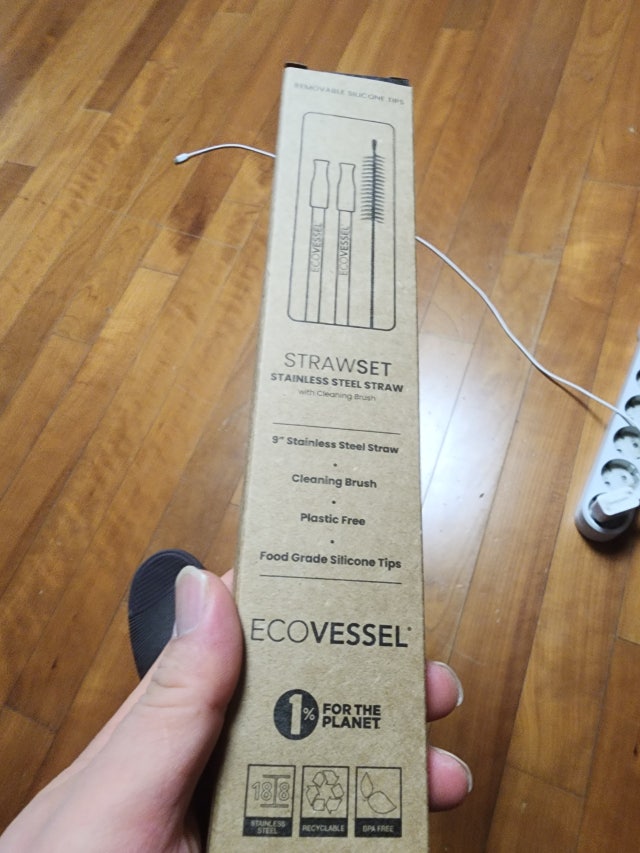 REMOVABLE SILICONE TIPS
ECOVESSEL
ECOVESSEL
STRAWSET
STAINLESS STEEL STRAW
with Cleaning Brush
9" Stainless Steel Straw
•
Cleaning Brush
•
Plastic Free
•
Food Grade Silicone Tips
ECOVESSEL®
1% FOR THE
PLANET
18 8
STAINLESS
STEEL
RECYCLABLE
BPA FREE